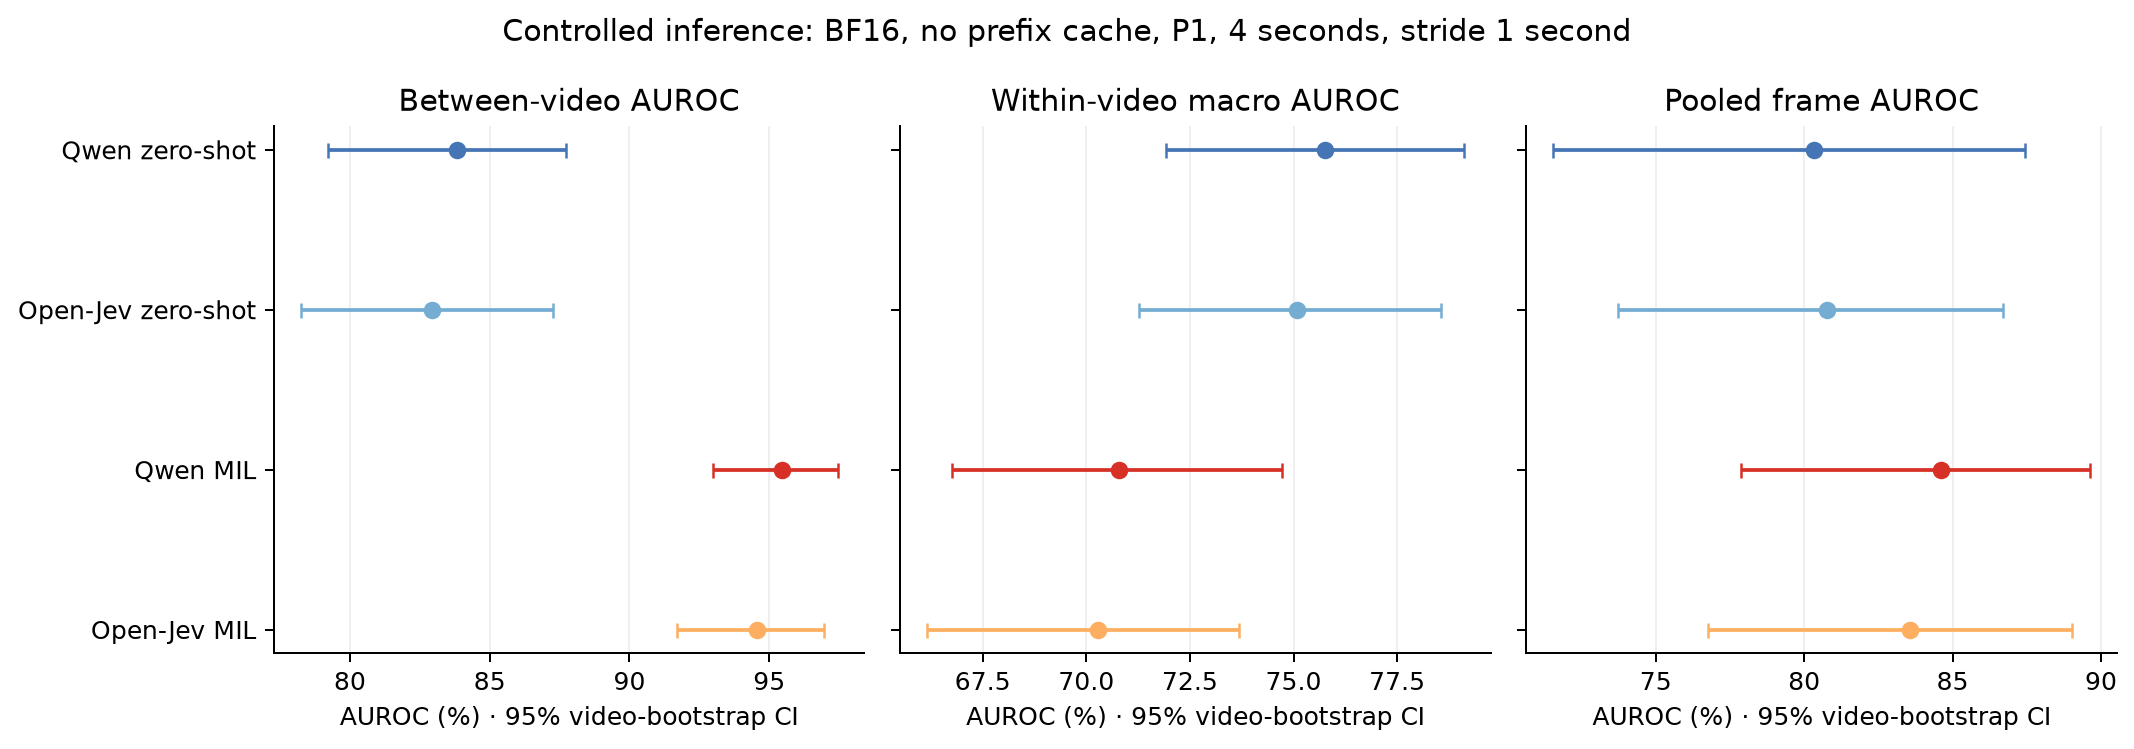 Controlled inference: BF16, no prefix cache, P1, 4 seconds, stride 1 second
Between-video AUROC
Within-video macro AUROC
Pooled frame AUROC
Qwen zero-shot
Open-Jev zero-shot
Qwen MIL
Open-Jev MIL
80 85 90 95
67.5 70.0 72.5 75.0 77.5
75 80 85 90
AUROC (%) · 95% video-bootstrap CI
AUROC (%) · 95% video-bootstrap CI
AUROC (%) · 95% video-bootstrap CI